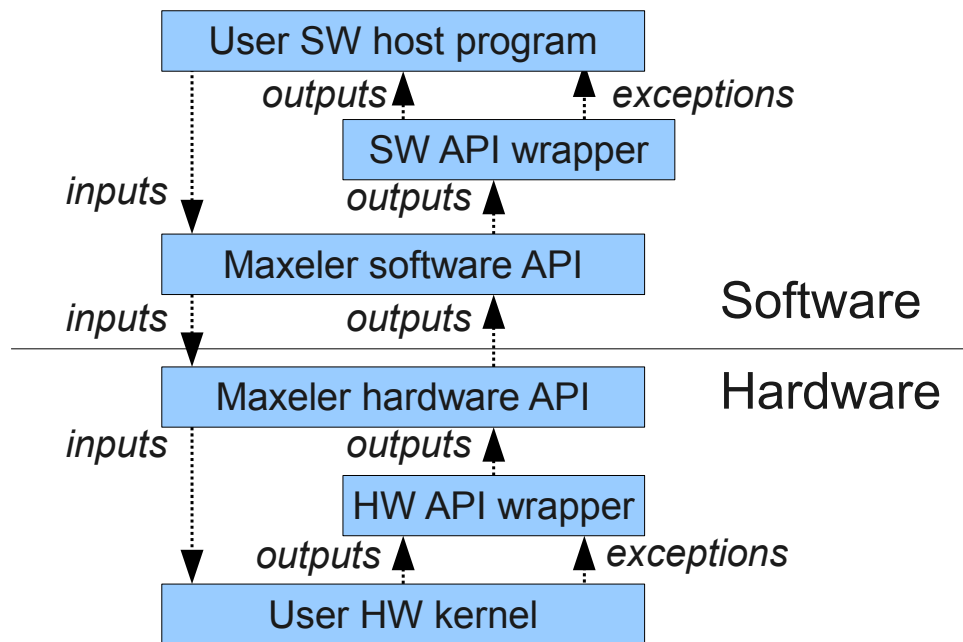 User SW host program
outputs
exceptions
SW API wrapper
inputs
outputs
Maxeler software API
Software
inputs
outputs
Maxeler hardware API
Hardware
inputs
outputs
HW API wrapper
outputs
exceptions
User HW kernel